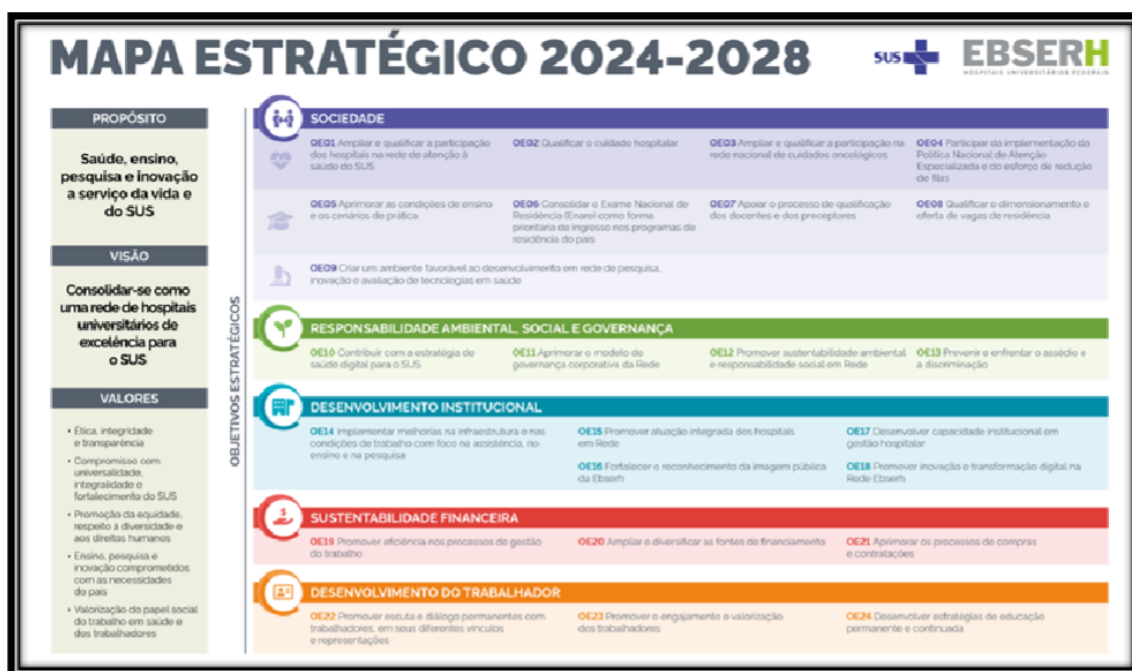 MAPA ESTRATÉGICO 2024-2028
SUS
EBSERH
HOSPITAIS UNIVERSITÁRIOS FEDERAIS
PROPÓSITO
Saúde, ensino,
pesquisa e inovação
a serviço da vida e
do SUS
VISÃO
Consolidar-se como
uma rede de hospitais
universitários de
excelência para
o SUS
VALORES
• Ética, integridade
e transparência
• Compromisso com
universalidade,
integralidade e
fortalecimento do SUS
• Promoção da equidade,
respeito à diversidade e
aos direitos humanos
• Ensino, pesquisa e
inovação comprometidos
com as necessidades
do país
• Valorização do papel social
do trabalho em saúde e
dos trabalhadores
OBJETIVOS ESTRATÉGICOS
SOCIEDADE
OE01 Ampliar e qualificar a participação
dos hospitais na rede de atenção à
saúde do SUS
OE02 Qualificar o cuidado hospitalar
OE03 Ampliar e qualificar a participação na
rede nacional de cuidados oncológicos
OE04 Participar da implementação da
Política Nacional de Atenção
Especializada e do esforço de redução
de filas
OE05 Aprimorar as condições de ensino
e os cenários de prática
OE06 Consolidar o Exame Nacional de
Residência (Enare) como forma
prioritária de ingresso nos programas de
residência do país
OE07 Apoiar o processo de qualificação
dos docentes e dos preceptores
OE08 Qualificar o dimensionamento e
oferta de vagas de residência
OE09 Criar um ambiente favorável ao desenvolvimento em rede de pesquisa,
inovação e avaliação de tecnologias em saúde
RESPONSABILIDADE AMBIENTAL, SOCIAL E GOVERNANÇA
OE10 Contribuir com a estratégia de
saúde digital para o SUS
OE11 Aprimorar o modelo de
governança corporativa da Rede
OE12 Promover sustentabilidade ambiental
e responsabilidade social em Rede
OE13 Prevenir e enfrentar o assédio e
a discriminação
DESENVOLVIMENTO INSTITUCIONAL
OE14 Implementar melhorias na infraestrutura e nas
condições de trabalho com foco na assistência, no
ensino e na pesquisa
OE15 Promover atuação integrada dos hospitais
em Rede
OE16 Fortalecer o reconhecimento da imagem pública
da Ebserh
OE17 Desenvolver capacidade institucional em
gestão hospitalar
OE18 Promover inovação e transformação digital na
Rede Ebserh
SUSTENTABILIDADE FINANCEIRA
OE19 Promover eficiência nos processos de gestão
do trabalho
OE20 Ampliar e diversificar as fontes de financiamento
OE21 Aprimorar os processos de compras
e contratações
DESENVOLVIMENTO DO TRABALHADOR
OE22 Promover escuta e diálogo permanentes com
trabalhadores, em seus diferentes vínculos
e representações
OE23 Promover o engajamento e valorização
dos trabalhadores
OE24 Desenvolver estratégias de educação
permanente e continuada